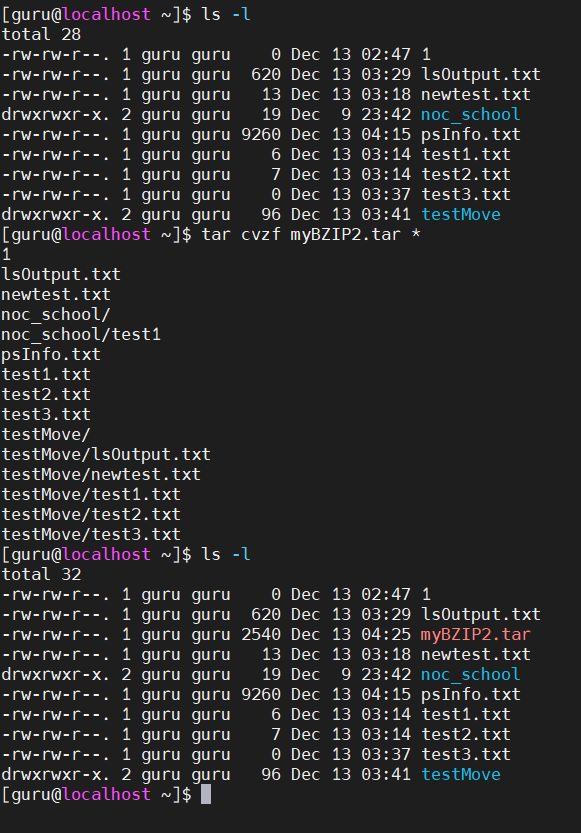 [guru@localhost ~]$ ls -l
total 28
-rw-rw-r--. 1 guru guru    0 Dec 13 02:47 1
-rw-rw-r--. 1 guru guru  620 Dec 13 03:29 lsOutput.txt
-rw-rw-r--. 1 guru guru   13 Dec 13 03:18 newtest.txt
drwxrwxr-x. 2 guru guru   19 Dec  9 23:42 noc_school
-rw-rw-r--. 1 guru guru 9260 Dec 13 04:15 psInfo.txt
-rw-rw-r--. 1 guru guru    6 Dec 13 03:14 test1.txt
-rw-rw-r--. 1 guru guru    7 Dec 13 03:14 test2.txt
-rw-rw-r--. 1 guru guru    0 Dec 13 03:37 test3.txt
drwxrwxr-x. 2 guru guru   96 Dec 13 03:41 testMove
[guru@localhost ~]$ tar cvzf myBZIP2.tar *
1
lsOutput.txt
newtest.txt
noc_school/
noc_school/test1
psInfo.txt
test1.txt
test2.txt
test3.txt
testMove/
testMove/lsOutput.txt
testMove/newtest.txt
testMove/test1.txt
testMove/test2.txt
testMove/test3.txt
[guru@localhost ~]$ ls -l
total 32
-rw-rw-r--. 1 guru guru    0 Dec 13 02:47 1
-rw-rw-r--. 1 guru guru  620 Dec 13 03:29 lsOutput.txt
-rw-rw-r--. 1 guru guru 2540 Dec 13 04:25 myBZIP2.tar
-rw-rw-r--. 1 guru guru   13 Dec 13 03:18 newtest.txt
drwxrwxr-x. 2 guru guru   19 Dec  9 23:42 noc_school
-rw-rw-r--. 1 guru guru 9260 Dec 13 04:15 psInfo.txt
-rw-rw-r--. 1 guru guru    6 Dec 13 03:14 test1.txt
-rw-rw-r--. 1 guru guru    7 Dec 13 03:14 test2.txt
-rw-rw-r--. 1 guru guru    0 Dec 13 03:37 test3.txt
drwxrwxr-x. 2 guru guru   96 Dec 13 03:41 testMove
[guru@localhost ~]$